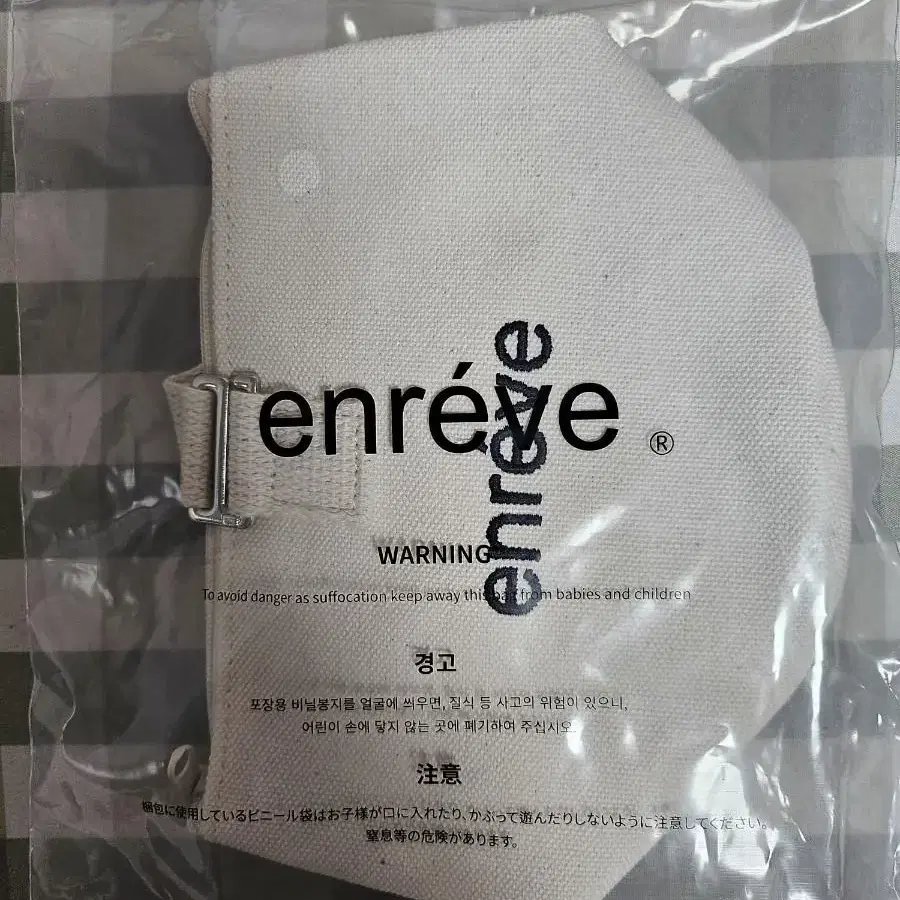 enréve ®
enréve
WARNING
To avoid danger as suffocation keep away this bag from babies and children
경고
포장용 비닐봉지를 얼굴에 씌우면, 질식 등 사고의 위험이 있으니,
어린이 손에 닿지 않는 곳에 폐기하여 주십시오.
注意
梱包に使用しているビニール袋はお子様が口に入れたり、かぶって遊んだりしないように注意してください。
窒息等の危険があります。